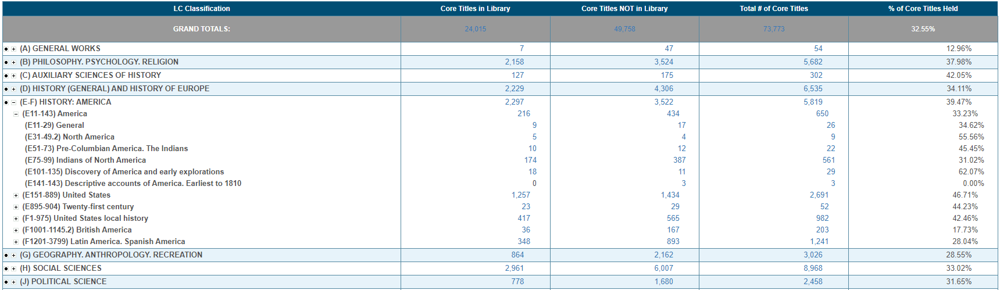 LC Classification Core Titles in Library Core Titles NOT in Library Total # of Core Titles % of Core Titles Held
GRAND TOTALS: 24,015 49,758 73,773 32.55%
(A) GENERAL WORKS 7 47 54 12.96%
(B) PHILOSOPHY. PSYCHOLOGY. RELIGION 2,158 3,524 5,682 37.98%
(C) AUXILIARY SCIENCES OF HISTORY 127 175 302 42.05%
(D) HISTORY (GENERAL) AND HISTORY OF EUROPE 2,229 4,306 6,535 34.11%
(E-F) HISTORY: AMERICA 2,297 3,522 5,819 39.47%
(E11-143) America 216 434 650 33.23%
(E11-29) General 9 17 26 34.62%
(E31-49.2) North America 5 4 9 55.56%
(E51-73) Pre-Columbian America. The Indians 10 12 22 45.45%
(E75-99) Indians of North America 174 387 561 31.02%
(E101-135) Discovery of America and early explorations 18 11 29 62.07%
(E141-143) Descriptive accounts of America. Earliest to 1810 0 3 3 0.00%
(E151-889) United States 1,257 1,434 2,691 46.71%
(E895-904) Twenty-first century 23 29 52 44.23%
(F1-975) United States local history 417 565 982 42.46%
(F1001-1145.2) British America 36 167 203 17.73%
(F1201-3799) Latin America. Spanish America 348 893 1,241 28.04%
(G) GEOGRAPHY. ANTHROPOLOGY. RECREATION 864 2,162 3,026 28.55%
(H) SOCIAL SCIENCES 2,961 6,007 8,968 33.02%
(J) POLITICAL SCIENCE 778 1,680 2,458 31.65%